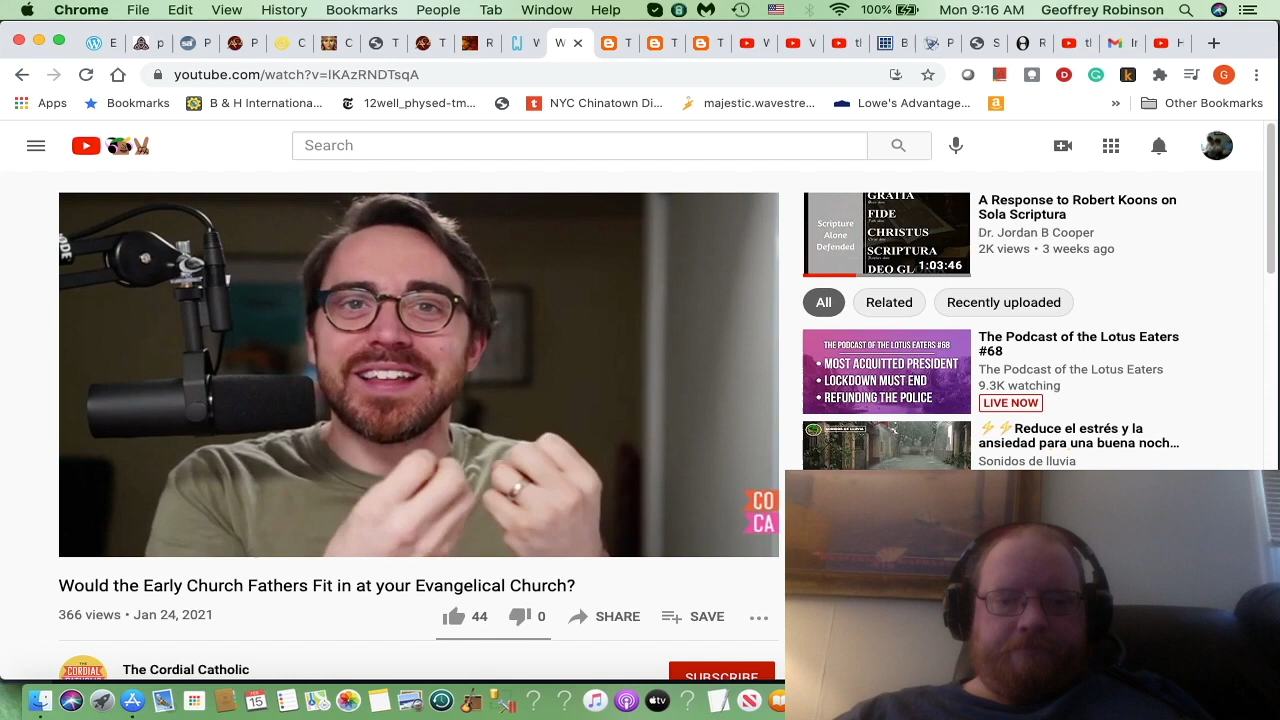 Chrome File Edit View History Bookmarks People Tab Window Help 100% Mon 9:16 AM Geoffrey Robinson
E p P C C T T R W W T T T V V tl B P S R tl In H
youtube.com/watch?v=IKAzRNDTsqA G
Apps Bookmarks B & H Internationa... 12well_physed-tm... NYC Chinatown Di... majestic.wavestre... Lowe's Advantage... » Other Bookmarks
Search
GRATIA
FIDE
CHRISTUS
SCRIPTURA
DEO GL
Scripture
Alone
Defended
1:03:46
A Response to Robert Koons on
Sola Scriptura
Dr. Jordan B Cooper
2K views • 3 weeks ago
All Related Recently uploaded
THE PODCAST OF THE LOTUS EATERS #68
• MOST ACQUITTED PRESIDENT
• LOCKDOWN MUST END
• REFUNDING THE POLICE
The Podcast of the Lotus Eaters
#68
The Podcast of the Lotus Eaters
9.3K watching
LIVE NOW
⚡⚡Reduce el estrés y la
ansiedad para una buena noch...
Sonidos de lluvia
CO
CA
Would the Early Church Fathers Fit in at your Evangelical Church?
366 views • Jan 24, 2021 44 0 SHARE SAVE ...
THE
CORDIAL
The Cordial Catholic
SUBSCRIBE
FEB
15
tv